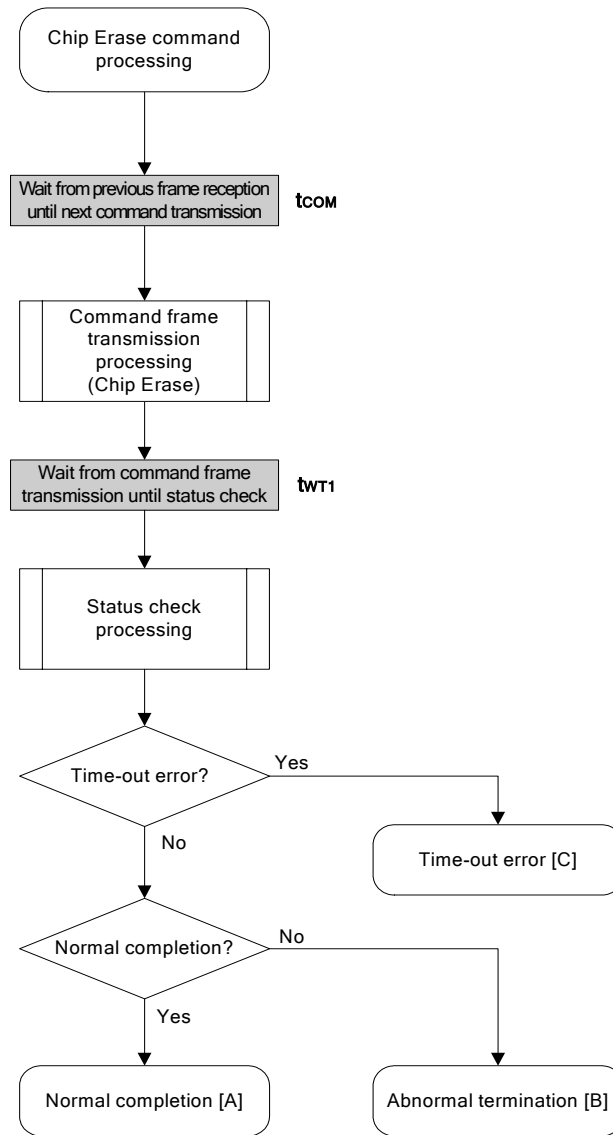 Chip Erase command
processing
Wait from previous frame reception
until next command transmission
tCOM
Command frame
transmission
processing
(Chip Erase)
Wait from command frame
transmission until status check
tWT1
Status check
processing
Time-out error?
Yes
No
Time-out error [C]
Normal completion?
No
Yes
Normal completion [A]
Abnormal termination [B]